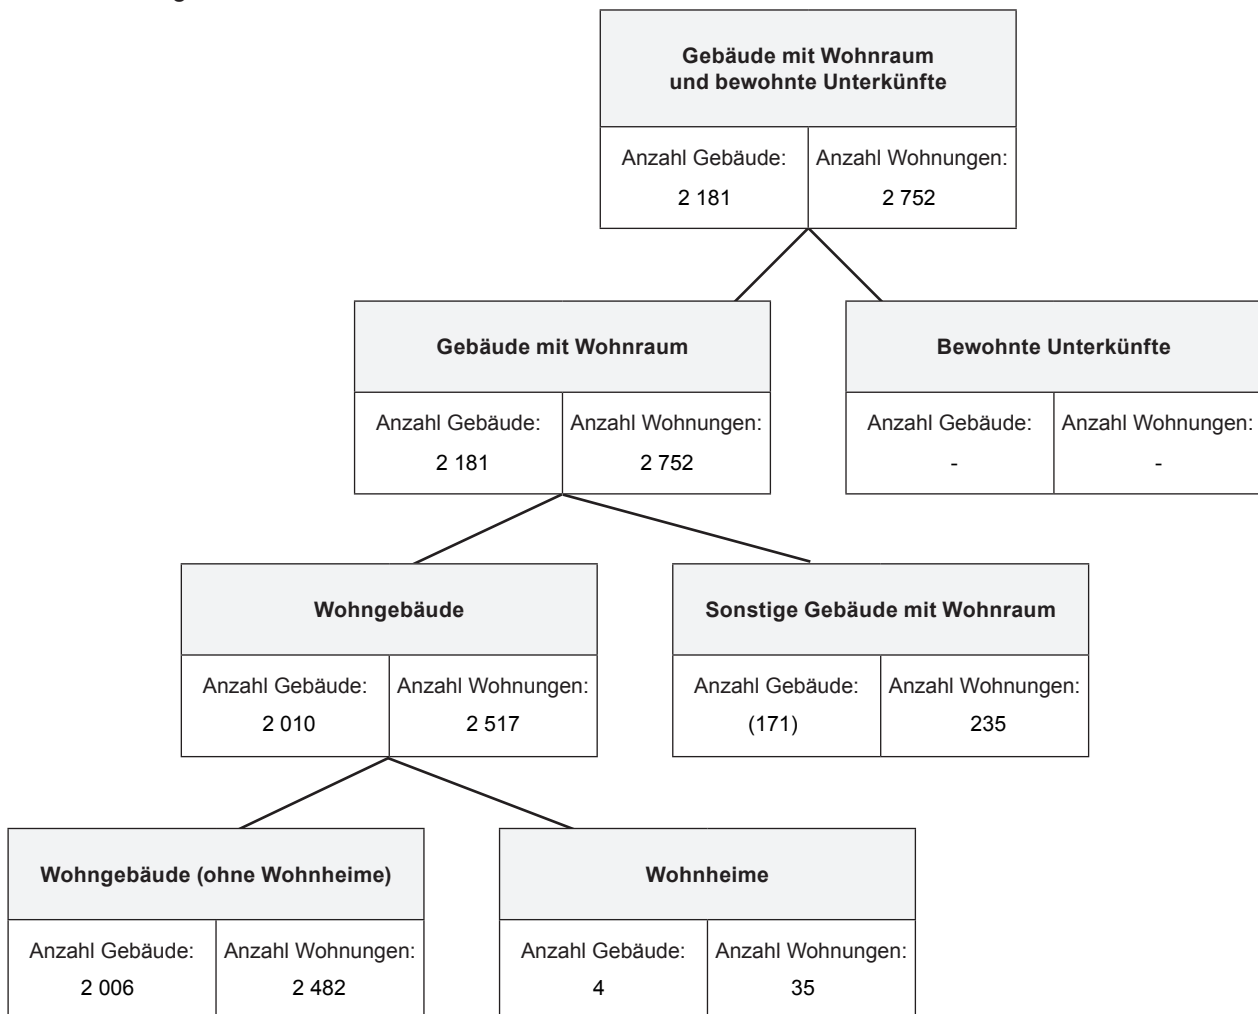 Gebäude mit Wohnraum
und bewohnte Unterkünfte
Anzahl Gebäude: Anzahl Wohnungen:
2 181 2 752
Gebäude mit Wohnraum Bewohnte Unterkünfte
Anzahl Gebäude: Anzahl Wohnungen: Anzahl Gebäude: Anzahl Wohnungen:
2 181 2 752 - -
Wohngebäude Sonstige Gebäude mit Wohnraum
Anzahl Gebäude: Anzahl Wohnungen: Anzahl Gebäude: Anzahl Wohnungen:
2 010 2 517 (171) 235
Wohngebäude (ohne Wohnheime) Wohnheime
Anzahl Gebäude: Anzahl Wohnungen: Anzahl Gebäude: Anzahl Wohnungen:
2 006 2 482 4 35